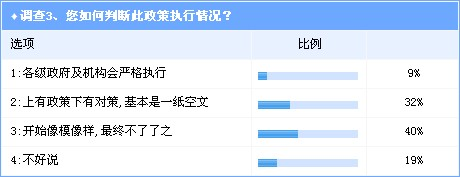 ♦调查3、您如何判断此政策执行情况？
选项 比例
1:各级政府及机构会严格执行 9%
2:上有政策下有对策,基本是一纸空文 32%
3:开始像模像样,最终不了了之 40%
4:不好说 19%